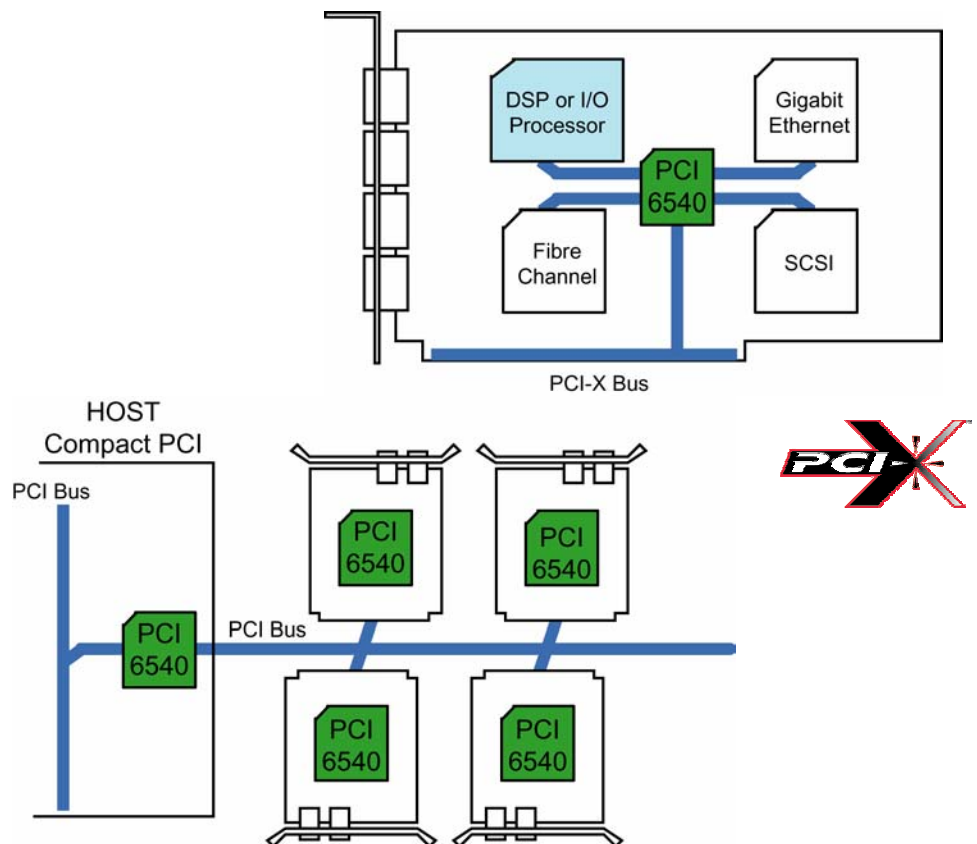 DSP or I/O
Processor
Gigabit
Ethernet
PCI
6540
Fibre
Channel
SCSI
PCI-X Bus
HOST
Compact PCI
PCI Bus
PCI
6540
PCI Bus
PCI
6540
PCI
6540
PCI
6540
PCI
6540
PCI-X